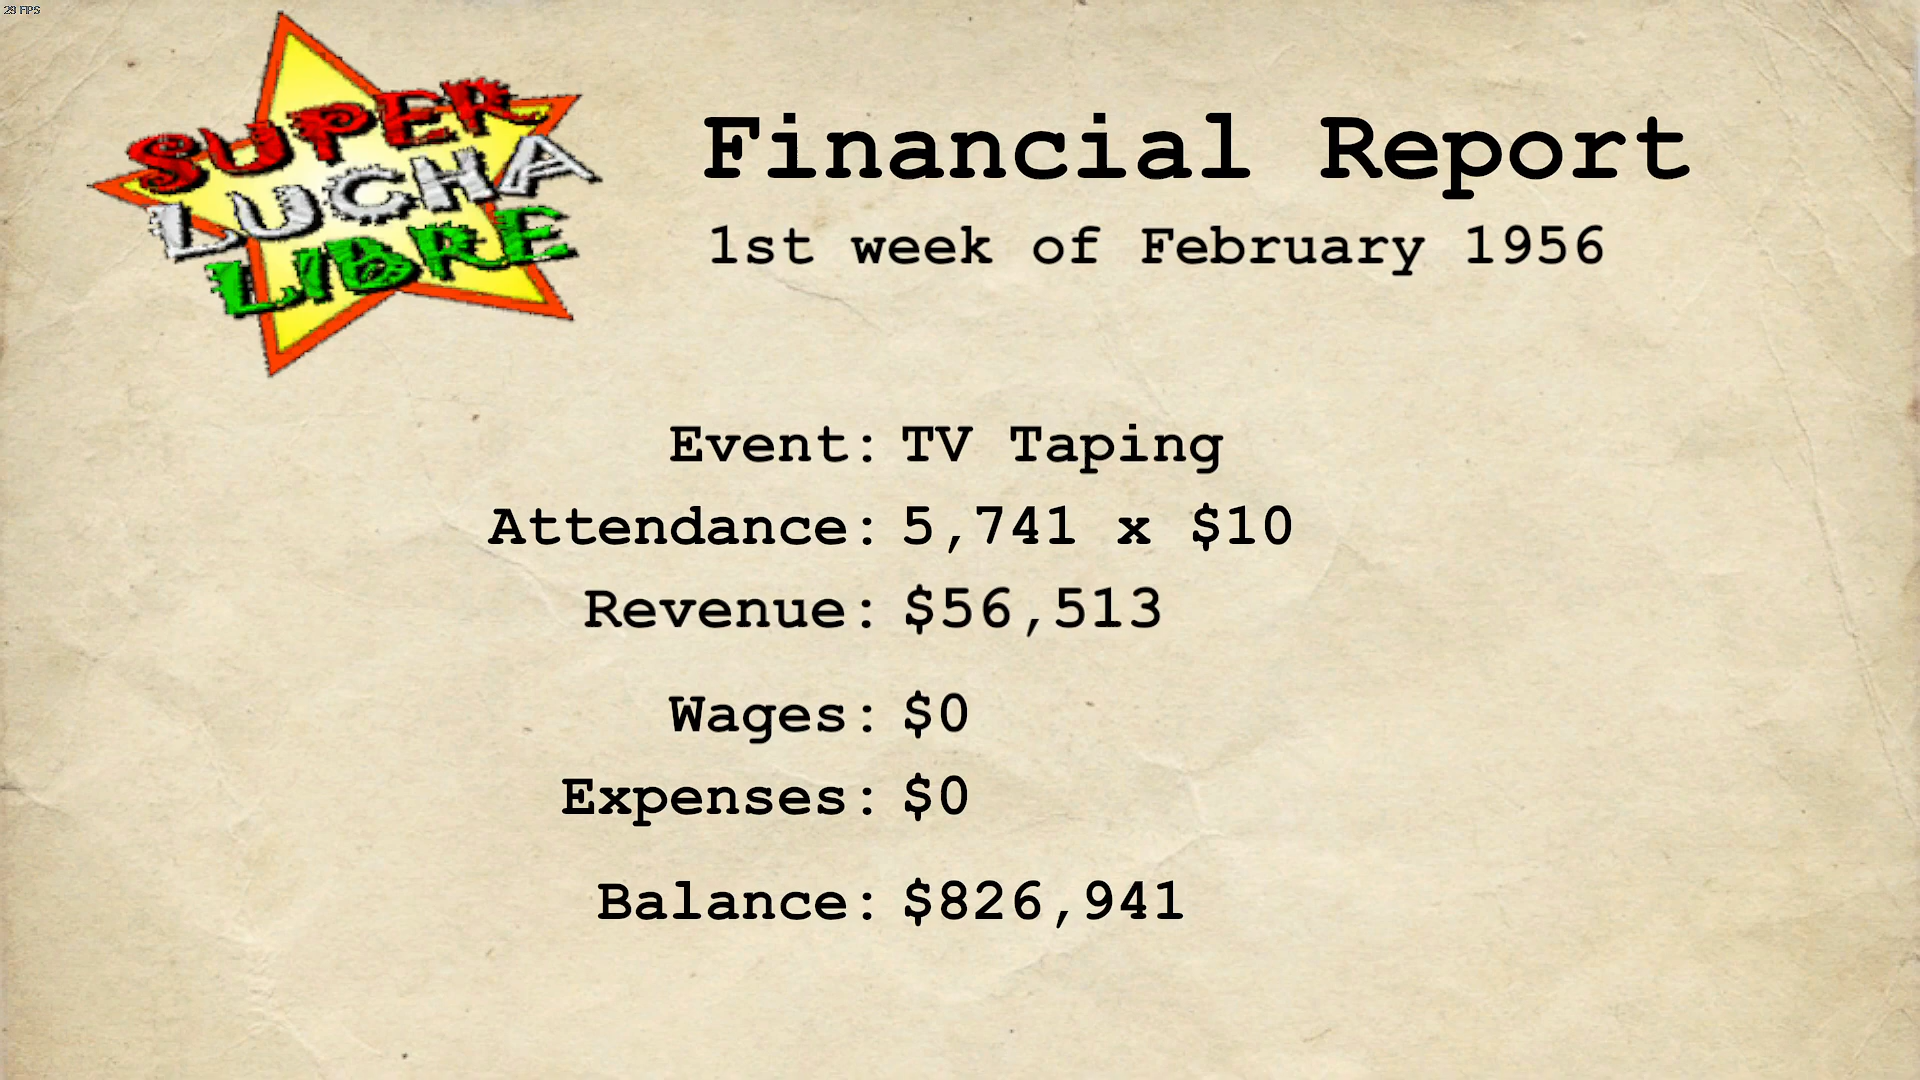 29 FPS
SUPER
LUCHA
LIBRE
Financial Report
1st week of February 1956
Event: TV Taping
Attendance: 5,741 x $10
Revenue: $56,513
Wages: $0
Expenses: $0
Balance: $826,941